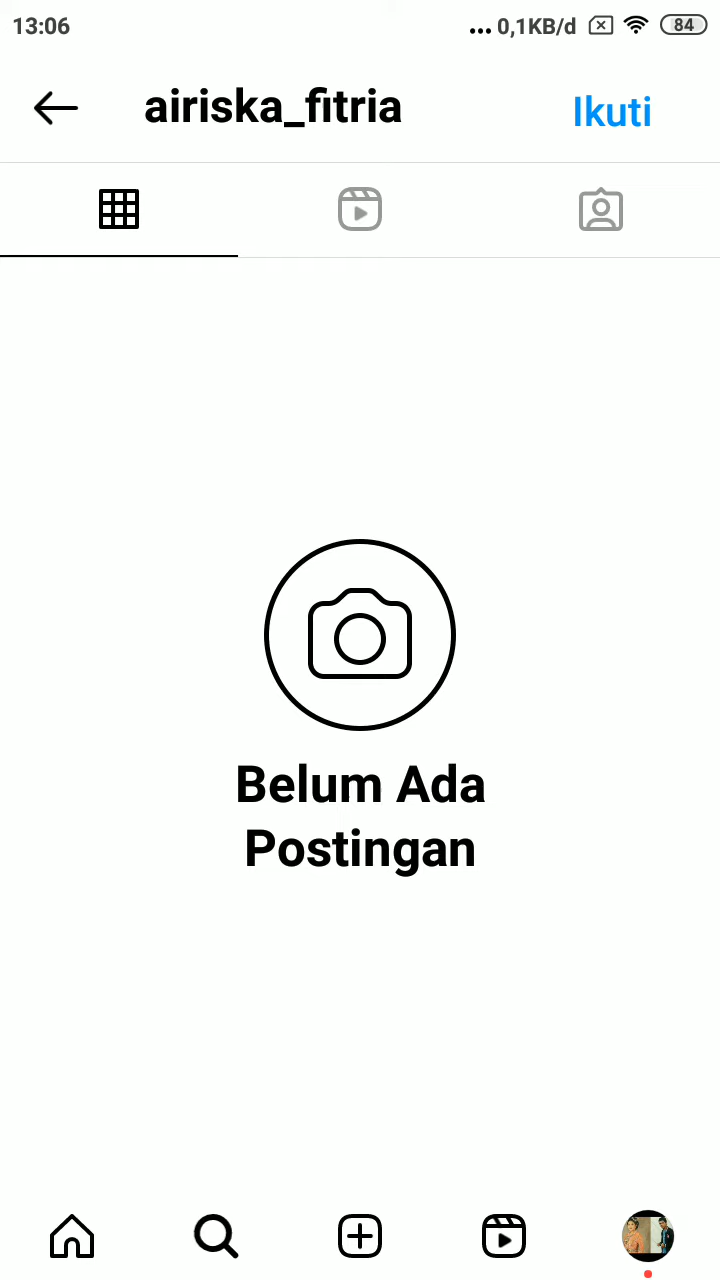 13:06
... 0,1KB/d
84
airiska_fitria
Ikuti
Belum Ada
Postingan